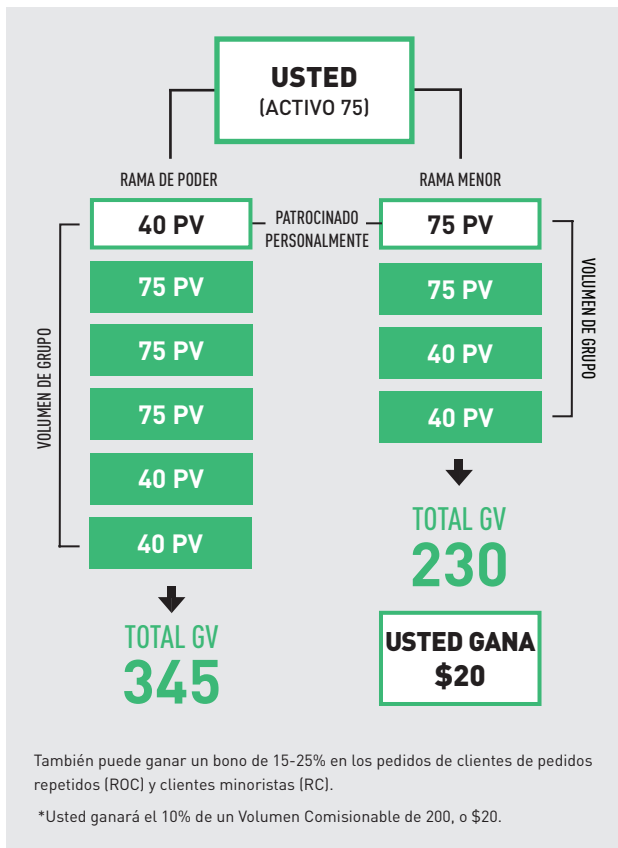 USTED
(ACTIVO 75)
RAMA DE PODER
RAMA MENOR
40 PV
PATROCINADO
PERSONALMENTE
75 PV
VOLUMEN DE GRUPO
75 PV
75 PV
75 PV
40 PV
40 PV
TOTAL GV
345
75 PV
40 PV
40 PV
VOLUMEN DE GRUPO
TOTAL GV
230
USTED GANA
$20
También puede ganar un bono de 15-25% en los pedidos de clientes de pedidos
repetidos (ROC) y clientes minoristas (RC).
*Usted ganará el 10% de un Volumen Comisionable de 200, o $20.